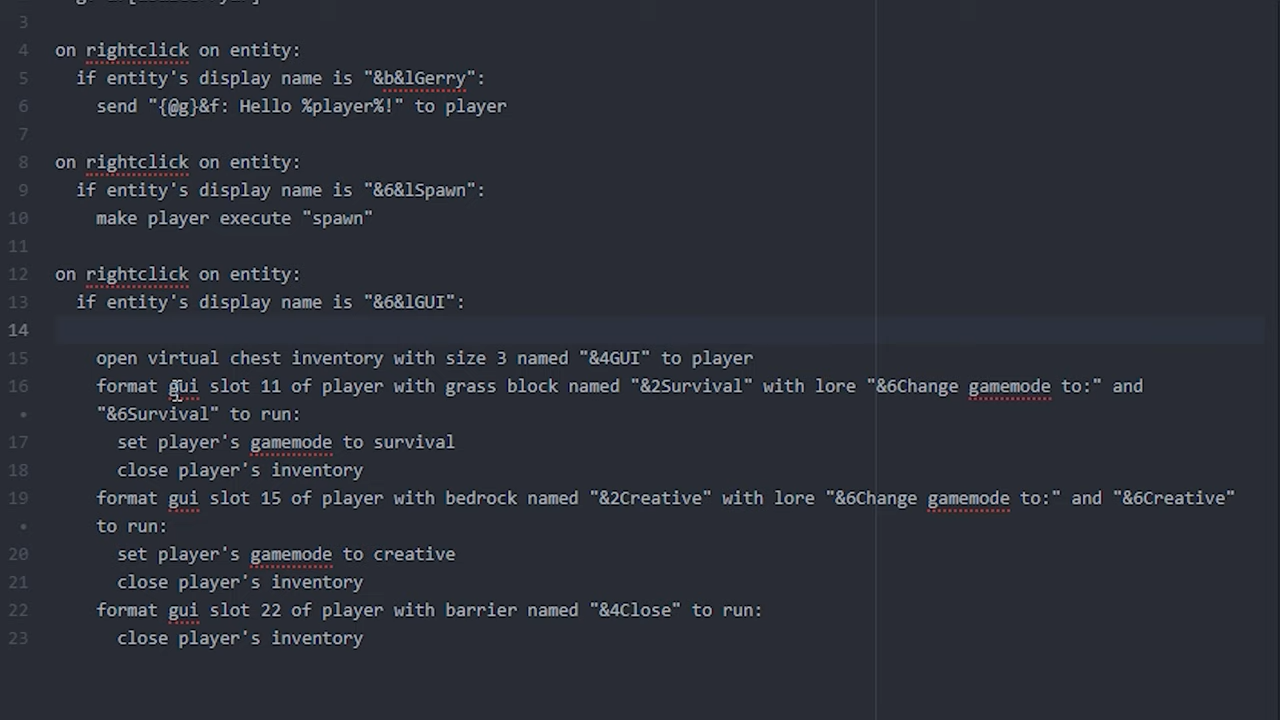 3
4 on rightclick on entity:
5 if entity's display name is "&b&lGerry":
6 send "{@g}&f: Hello %player%!" to player
7
8 on rightclick on entity:
9 if entity's display name is "&6&lSpawn":
10 make player execute "spawn"
11
12 on rightclick on entity:
13 if entity's display name is "&6&lGUI":
14
15 open virtual chest inventory with size 3 named "&4GUI" to player
16 format gui slot 11 of player with grass block named "&2Survival" with lore "&6Change gamemode to:" and
• "&6Survival" to run:
17 set player's gamemode to survival
18 close player's inventory
19 format gui slot 15 of player with bedrock named "&2Creative" with lore "&6Change gamemode to:" and "&6Creative"
• to run:
20 set player's gamemode to creative
21 close player's inventory
22 format gui slot 22 of player with barrier named "&4Close" to run:
23 close player's inventory